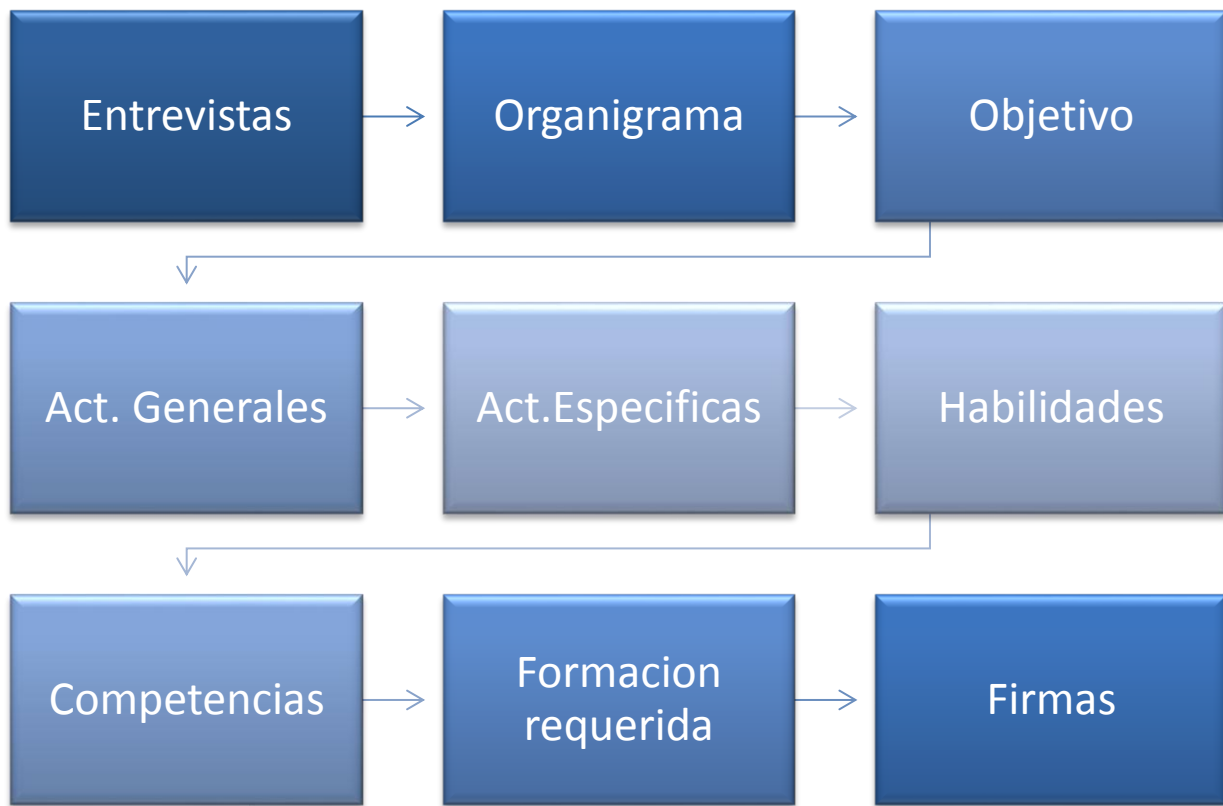 Entrevistas
Organigrama
Objetivo
Act. Generales
Act.Especificas
Habilidades
Competencias
Formacion
requerida
Firmas